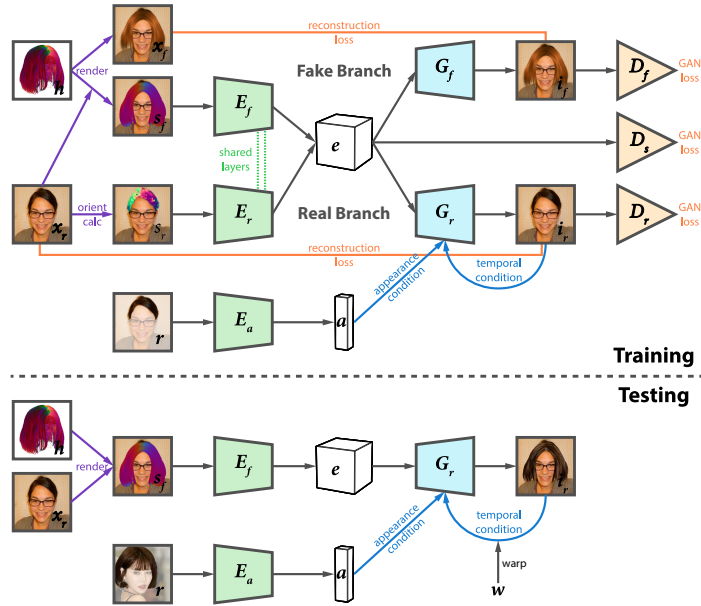 h
render
x_f
reconstruction
loss
s_f
E_f
Fake Branch
G_f
i_f
D_f
GAN
loss
shared
layers
e
D_s
GAN
loss
x_r
orient
calc
s_r
E_r
Real Branch
G_r
i_r
D_r
GAN
loss
reconstruction
loss
appearance
condition
temporal
condition
r
E_a
a
Training
Testing
h
render
x_r
s_f
E_f
e
G_r
i_r
appearance
condition
temporal
condition
warp
w
r
E_a
a